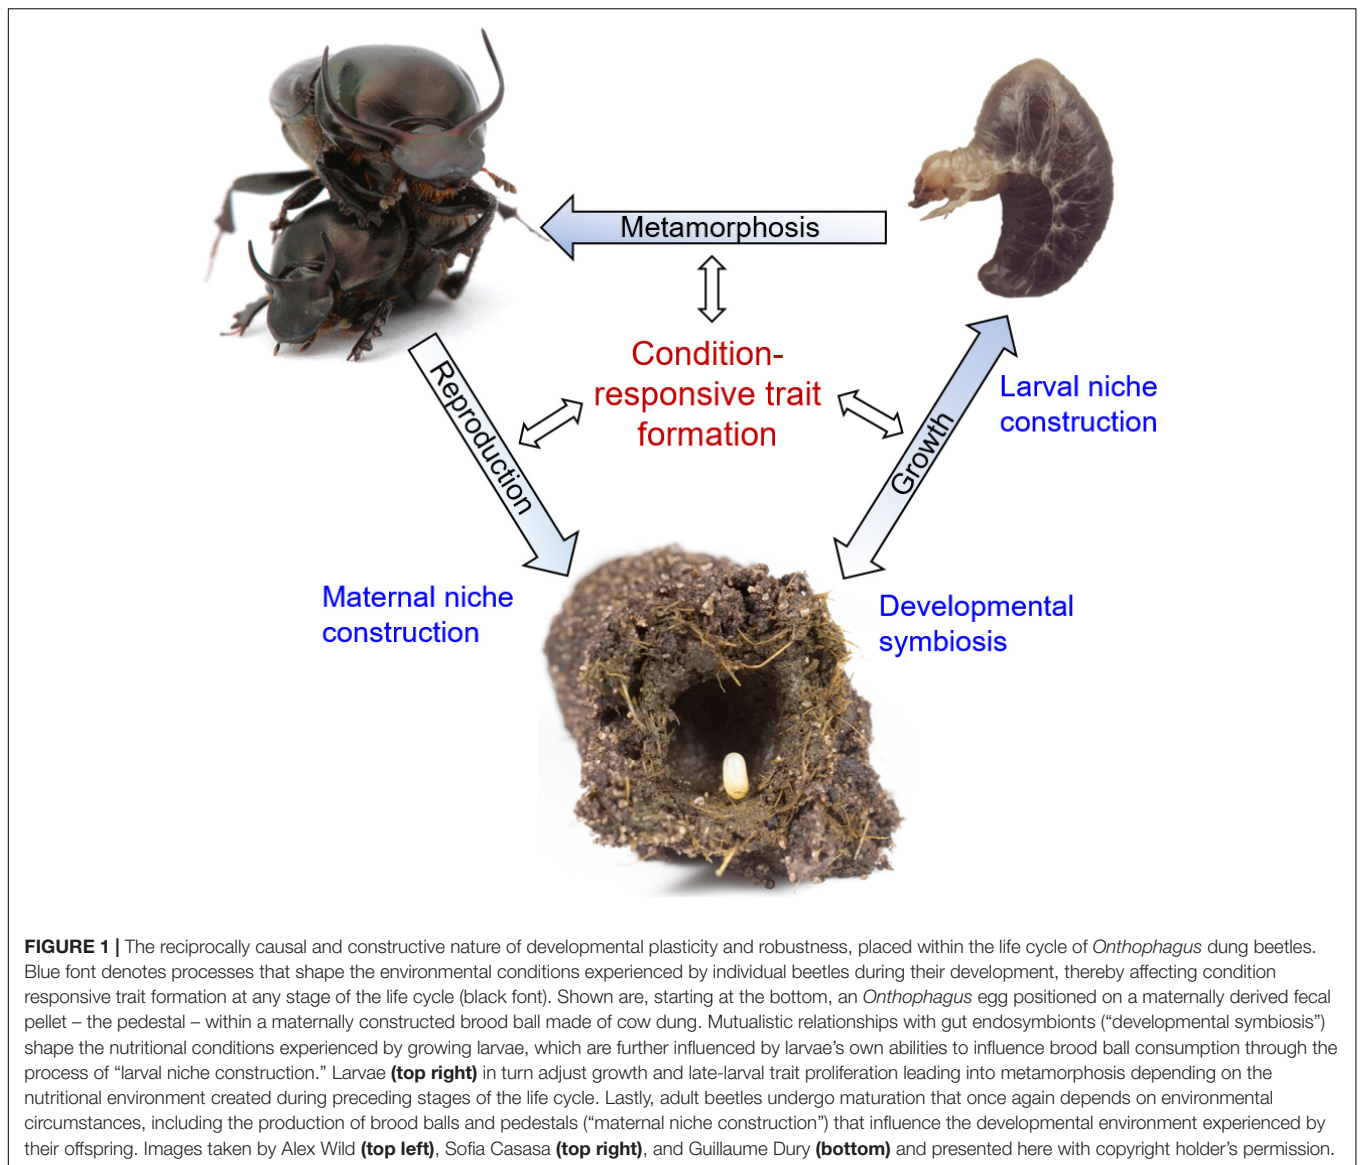 Metamorphosis
Condition-
responsive trait
formation
Reproduction
Growth
Larval niche
construction
Maternal niche
construction
Developmental
symbiosis
FIGURE 1 | The reciprocally causal and constructive nature of developmental plasticity and robustness, placed within the life cycle of Onthophagus dung beetles.
Blue font denotes processes that shape the environmental conditions experienced by individual beetles during their development, thereby affecting condition
responsive trait formation at any stage of the life cycle (black font). Shown are, starting at the bottom, an Onthophagus egg positioned on a maternally derived fecal
pellet – the pedestal – within a maternally constructed brood ball made of cow dung. Mutualistic relationships with gut endosymbionts (“developmental symbiosis”)
shape the nutritional conditions experienced by growing larvae, which are further influenced by larvae’s own abilities to influence brood ball consumption through the
process of “larval niche construction.” Larvae (top right) in turn adjust growth and late-larval trait proliferation leading into metamorphosis depending on the
nutritional environment created during preceding stages of the life cycle. Lastly, adult beetles undergo maturation that once again depends on environmental
circumstances, including the production of brood balls and pedestals (“maternal niche construction”) that influence the developmental environment experienced by
their offspring. Images taken by Alex Wild (top left), Sofia Casasa (top right), and Guillaume Dury (bottom) and presented here with copyright holder’s permission.